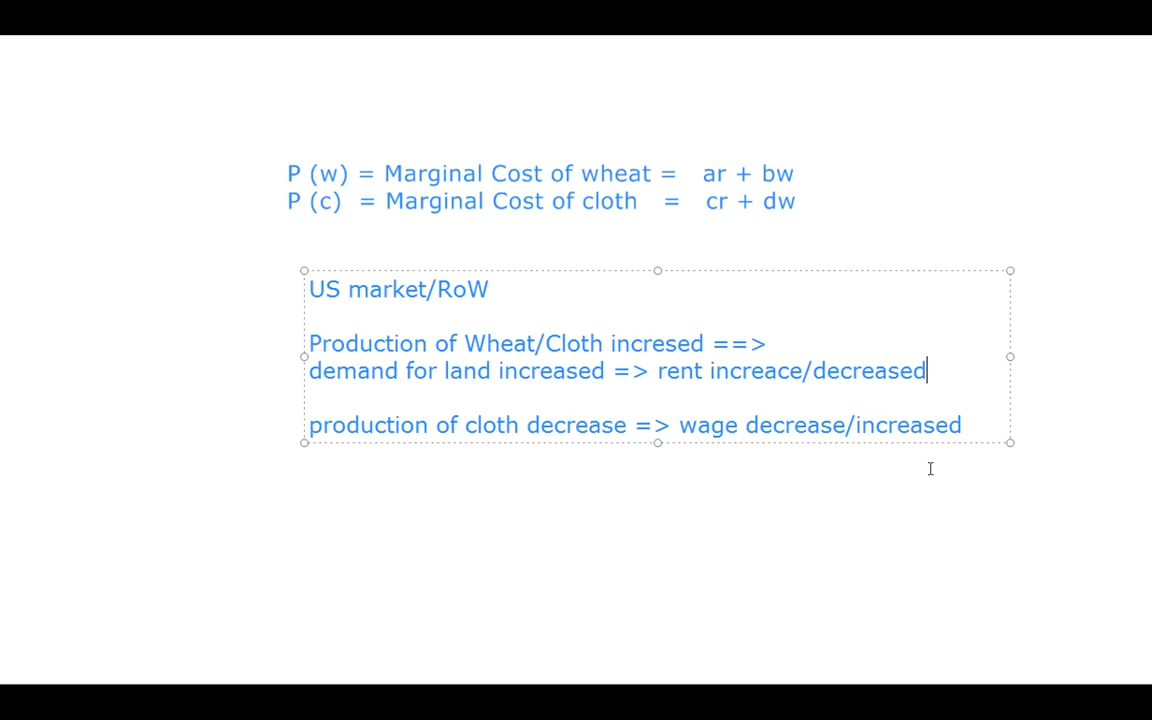 P (w) = Marginal Cost of wheat = ar + bw
P (c) = Marginal Cost of cloth = cr + dw
US market/RoW
Production of Wheat/Cloth incresed ==>
demand for land increased => rent increace/decreased
production of cloth decrease => wage decrease/increased